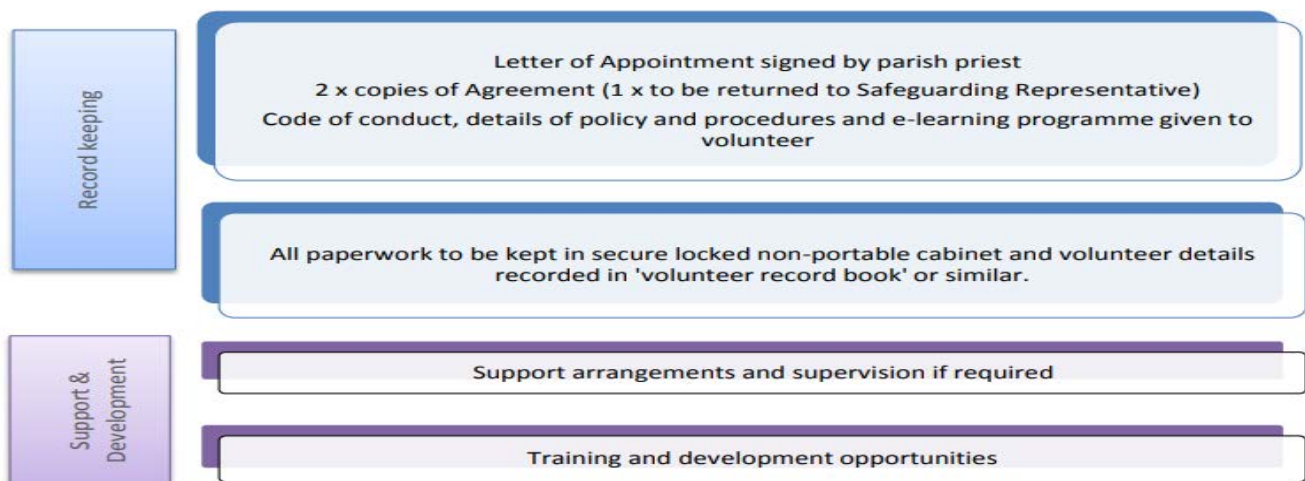 Record keeping
Letter of Appointment signed by parish priest
2 x copies of Agreement (1 x to be returned to Safeguarding Representative)
Code of conduct, details of policy and procedures and e-learning programme given to
volunteer
All paperwork to be kept in secure locked non-portable cabinet and volunteer details
recorded in 'volunteer record book' or similar.
Support &
Development
Support arrangements and supervision if required
Training and development opportunities